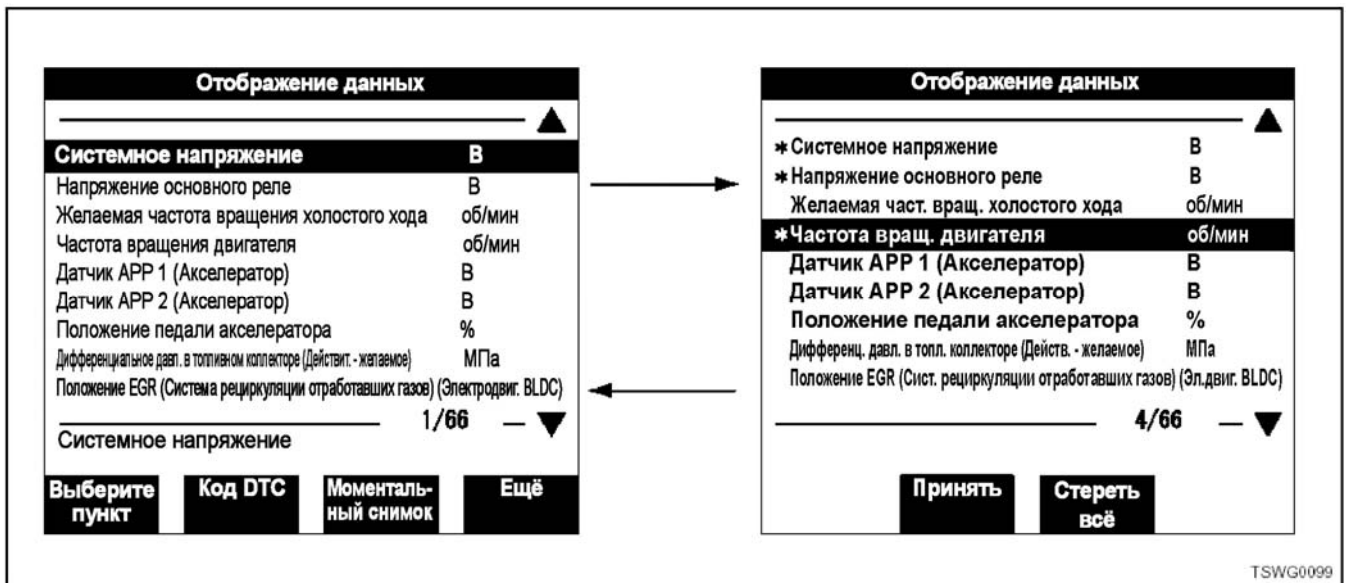 Отображение данных
Системное напряжение В
Напряжение основного реле В
Желаемая частота вращения холостого хода об/мин
Частота вращения двигателя об/мин
Датчик APP 1 (Акселератор) В
Датчик APP 2 (Акселератор) В
Положение педали акселератора %
Дифференциальное давл. в топливном коллекторе (Действит. - желаемое) МПа
Положение EGR (Система рециркуляции отработавших газов) (Электродвиг. BLDC)
1/66
Системное напряжение
Выберите пункт
Код DTC
Моменталь-
ный снимок
Ещё
Отображение данных
*Системное напряжение В
*Напряжение основного реле В
Желаемая част. вращ. холостого хода об/мин
*Частота вращ. двигателя об/мин
Датчик APP 1 (Акселератор) В
Датчик APP 2 (Акселератор) В
Положение педали акселератора %
Дифференц. давл. в топл. коллекторе (Действ. - желаемое) МПа
Положение EGR (Сист. рециркуляции отработавших газов) (Эл.двиг. BLDC)
4/66
Принять
Стереть
всё
TSWG0099